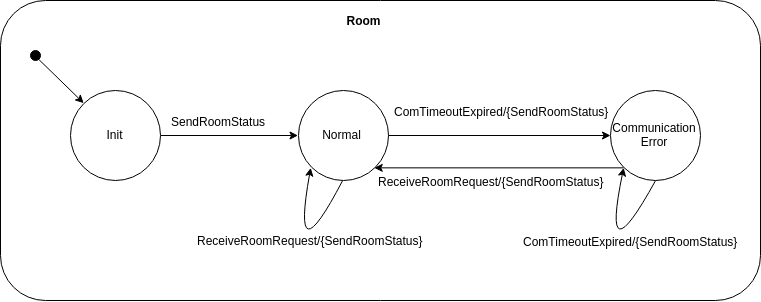 Room
Init
SendRoomStatus
Normal
ComTimeoutExpired/{SendRoomStatus}
Communication
Error
ReceiveRoomRequest/{SendRoomStatus}
ReceiveRoomRequest/{SendRoomStatus}
ComTimeoutExpired/{SendRoomStatus}